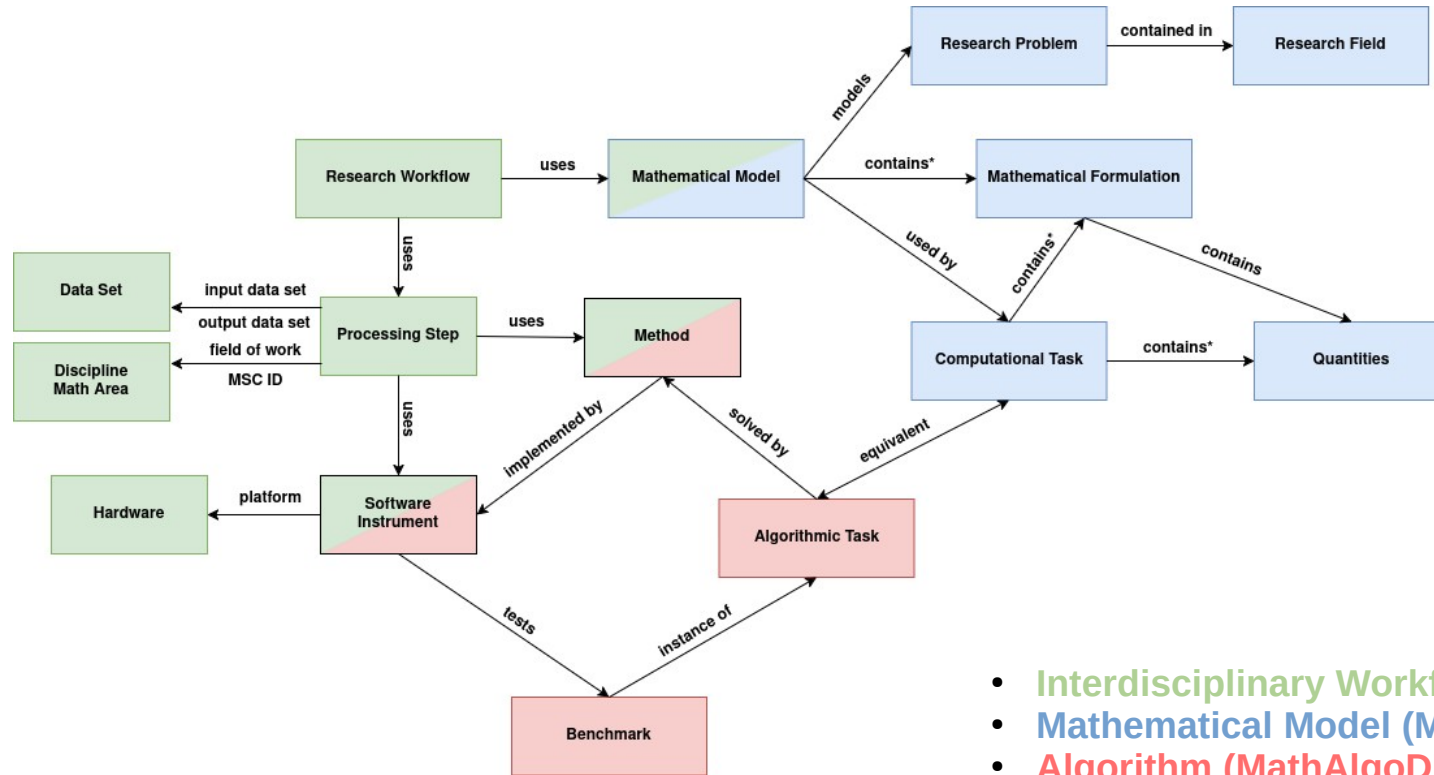 Research Problem
contained in
Research Field
models
Research Workflow
uses
Mathematical Model
contains*
Mathematical Formulation
uses
used by
contains*
contains
Data Set
input data set
output data set
Processing Step
uses
Method
Computational Task
contains*
Quantities
Discipline
Math Area
field of work
MSC ID
uses
implemented by
solved by
equivalent
Hardware
platform
Software
Instrument
Algorithmic Task
tests
instance of
Benchmark
• Interdisciplinary
• Mathematical Model
• Algorithm